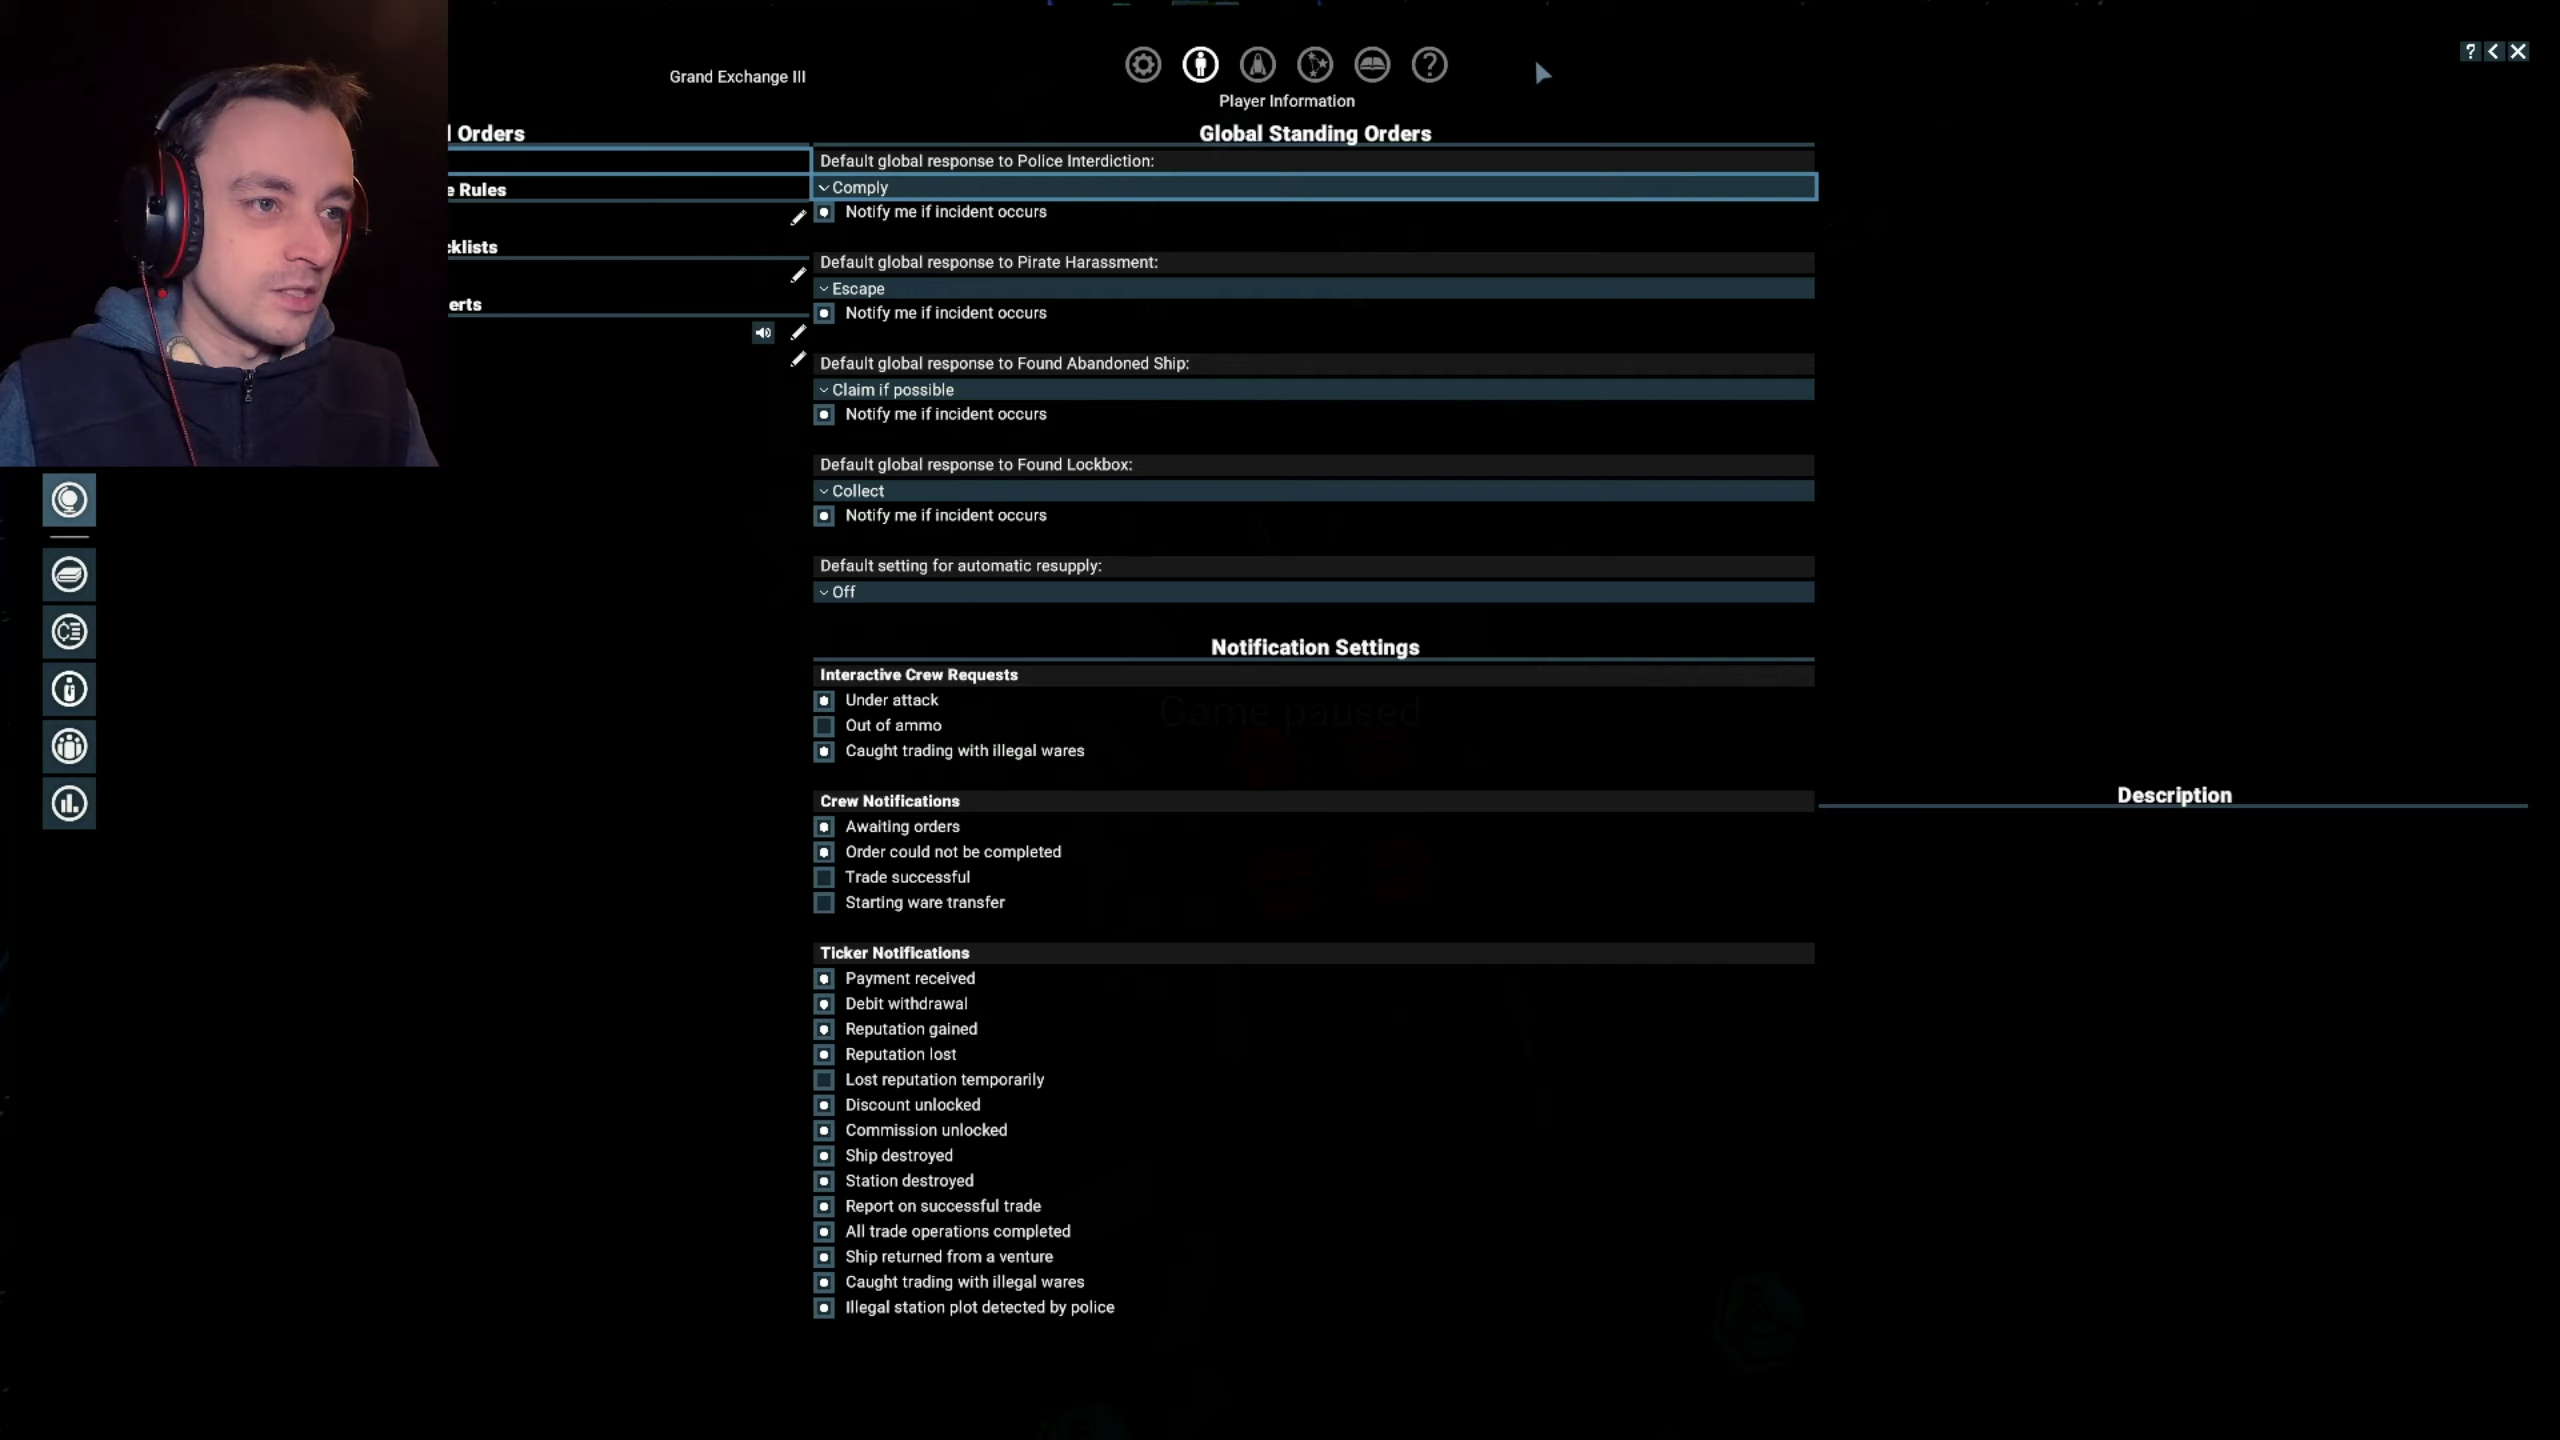 Grand Exchange III
Player Information
l Orders
e Rules
cklists
erts
Global Standing Orders
Default global response to Police Interdiction:
Comply
Notify me if incident occurs
Default global response to Pirate Harassment:
Escape
Notify me if incident occurs
Default global response to Found Abandoned Ship:
Claim if possible
Notify me if incident occurs
Default global response to Found Lockbox:
Collect
Notify me if incident occurs
Default setting for automatic resupply:
Off
Notification Settings
Interactive Crew Requests
Under attack
Game paused
Out of ammo
Caught trading with illegal wares
Crew Notifications
Awaiting orders
Order could not be completed
Trade successful
Starting ware transfer
Ticker Notifications
Payment received
Debit withdrawal
Reputation gained
Reputation lost
Lost reputation temporarily
Discount unlocked
Commission unlocked
Ship destroyed
Station destroyed
Report on successful trade
All trade operations completed
Ship returned from a venture
Caught trading with illegal wares
Illegal station plot detected by police
Description